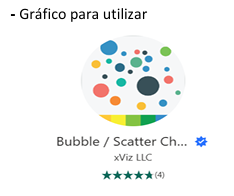 - Gráfico para utilizar
Bubble / Scatter Ch...
xViz LLC
(4)